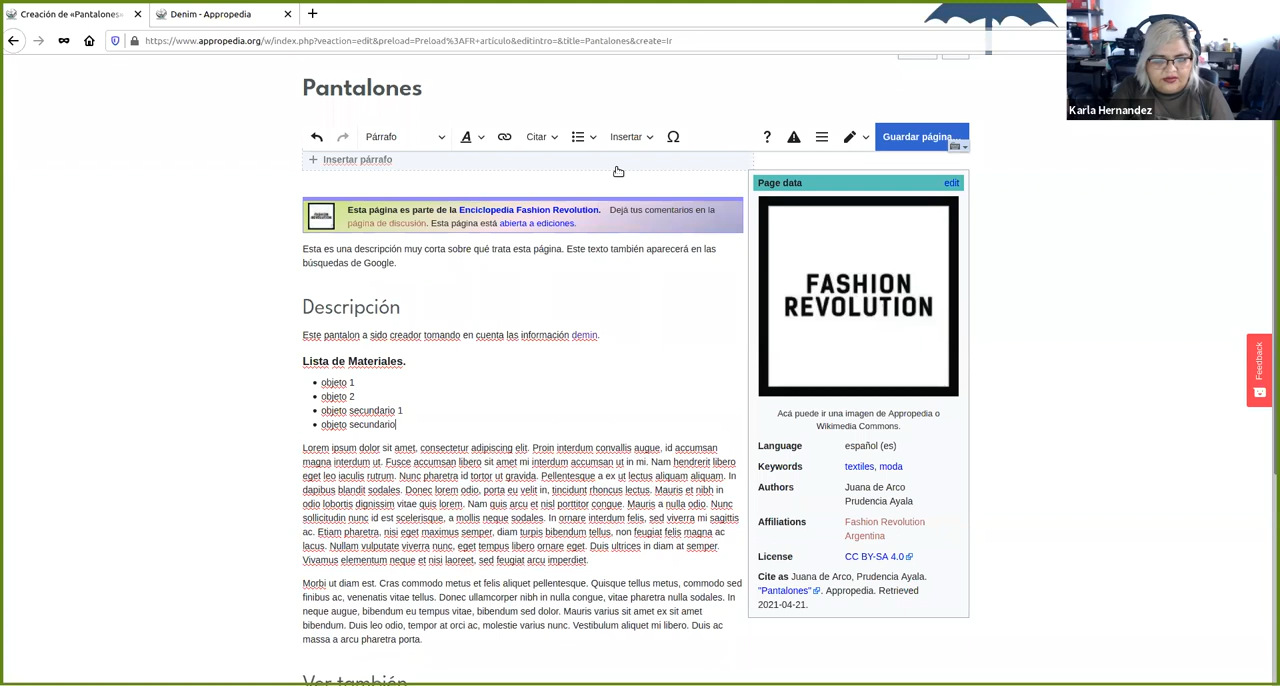 Creación de «Pantalones»
Denim - Appropedia
https://www.appropedia.org/w/index.php?veaction=edit&preload=Preload%3AFR+articulo&editintro=&title=Pantalones&create=Ir
Karla Hernandez
Pantalones
Párrafo
Citar
Insertar
Guardar página...
Insertar párrafo
Esta página es parte de la Enciclopedia Fashion Revolution. Dejá tus comentarios en la
página de discusión. Esta página está abierta a ediciones.
Esta es una descripción muy corta sobre qué trata esta página. Este texto también aparecerá en las
búsquedas de Google.
Descripción
Este pantalon a sido creador tomando en cuenta las información demin.
Lista de Materiales.
objeto 1
objeto 2
objeto secundario 1
objeto secundario
Lorem ipsum dolor sit amet, consectetur adipiscing elit. Proin interdum convallis augue, id accumsan
magna interdum ut. Fusce accumsan libero sit amet mi interdum accumsan ut in mi. Nam hendrerit libero
eget leo iaculis rutrum. Nunc pharetra id tortor ut gravida. Pellentesque a ex ut lectus aliquam aliquam. In
dapibus blandit sodales. Donec lorem odio, porta eu velit in, tincidunt rhoncus lectus. Mauris et nibh in
odio lobortis dignissim vitae quis lorem. Nam quis arcu et nisl porttitor congue. Mauris a nulla odio. Nunc
sollicitudin nunc id est scelerisque, a mollis neque sodales. In ornare interdum felis, sed viverra mi sagittis
ac. Etiam pharetra, nisi eget maximus semper, diam turpis bibendum tellus, non feugiat felis magna ac
lacus. Nullam vulputate viverra nunc, eget tempus libero ornare eget. Duis ultrices in diam at semper.
Vivamus elementum neque et nisi laoreet, sed feugiat arcu imperdiet.
Morbi ut diam est. Cras commodo metus et felis aliquet pellentesque. Quisque tellus metus, commodo sed
finibus ac, venenatis vitae tellus. Donec ullamcorper nibh in nulla congue, vitae pharetra nulla sodales. In
neque augue, bibendum eu tempus vitae, bibendum sed dolor. Mauris varius sit amet ex sit amet
bibendum. Duis leo odio, tempor at orci ac, molestie varius nunc. Vestibulum aliquet mi libero. Duis ac
massa a arcu pharetra porta.
Ver también
Page data
edit
FASHION
REVOLUTION
Acá puede ir una imagen de Appropedia o
Wikimedia Commons.
Language español (es)
Keywords textiles, moda
Authors Juana de Arco
Prudencia Ayala
Affiliations Fashion Revolution
Argentina
License CC BY-SA 4.0
Cite as Juana de Arco, Prudencia Ayala.
"Pantalones". Appropedia. Retrieved
2021-04-21.
Feedback